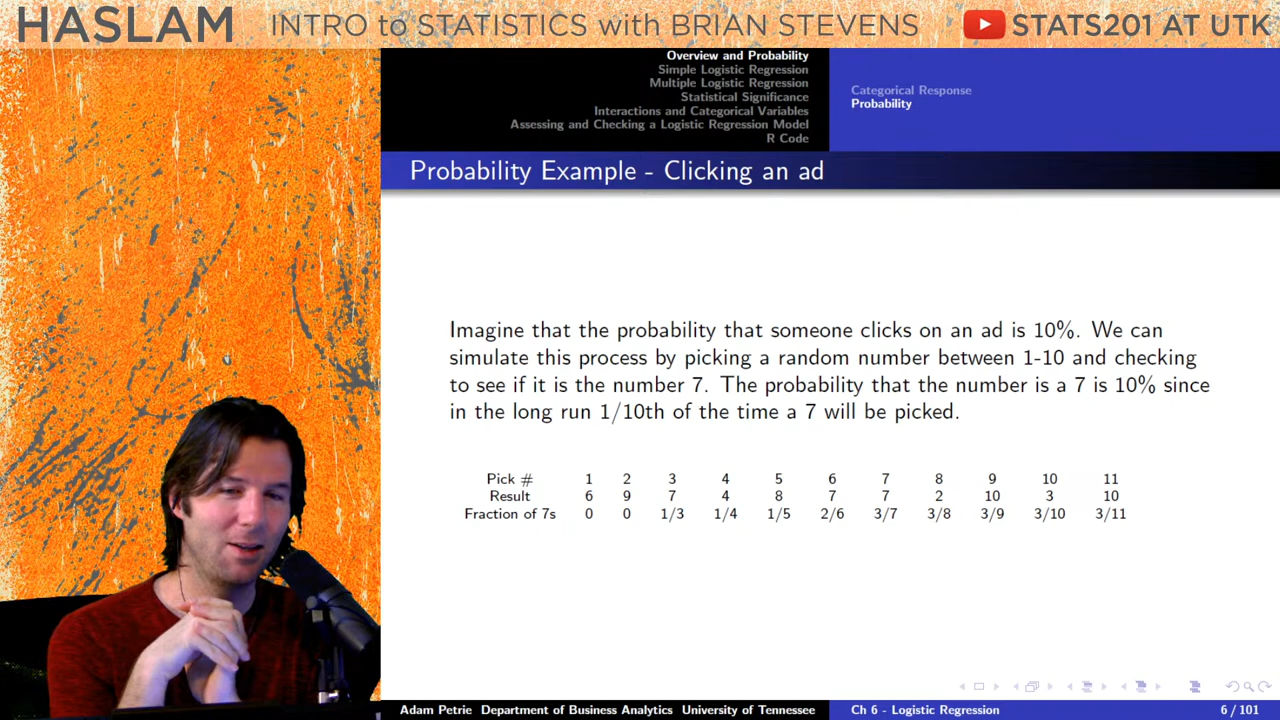 HASLAM INTRO to STATISTICS with BRIAN STEVENS STATS201 AT UTK
Overview and Probability
Simple Logistic Regression
Multiple Logistic Regression
Statistical Significance
Interactions and Categorical Variables
Assessing and Checking a Logistic Regression Model
R Code
Categorical Response
Probability
Probability Example - Clicking an ad
Imagine that the probability that someone clicks on an ad is 10%. We can
simulate this process by picking a random number between 1-10 and checking
to see if it is the number 7. The probability that the number is a 7 is 10% since
in the long run 1/10th of the time a 7 will be picked.
Pick # 1 2 3 4 5 6 7 8 9 10 11
Result 6 9 7 4 8 7 7 2 10 3 10
Fraction of 7s 0 0 1/3 1/4 1/5 2/6 3/7 3/8 3/9 3/10 3/11
Adam Petrie Department of Business Analytics University of Tennessee Ch 6 - Logistic Regression 6 / 101